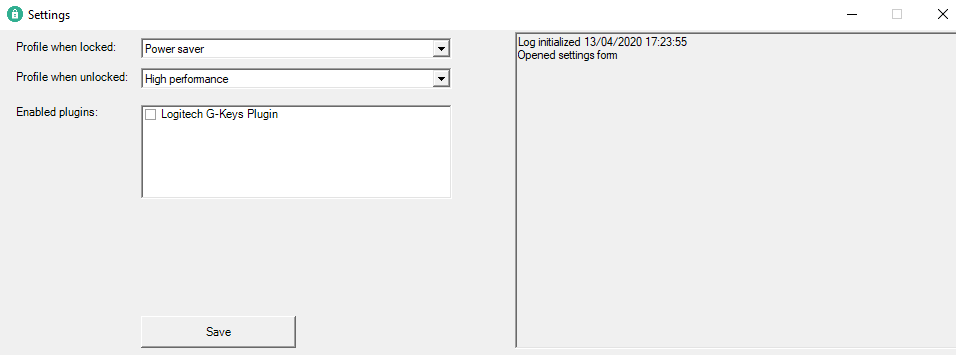 Settings
Profile when locked:
Power saver
Profile when unlocked:
High performance
Enabled plugins:
Logitech G-Keys Plugin
Save
Log initialized 13/04/2020 17:23:55
Opened settings form